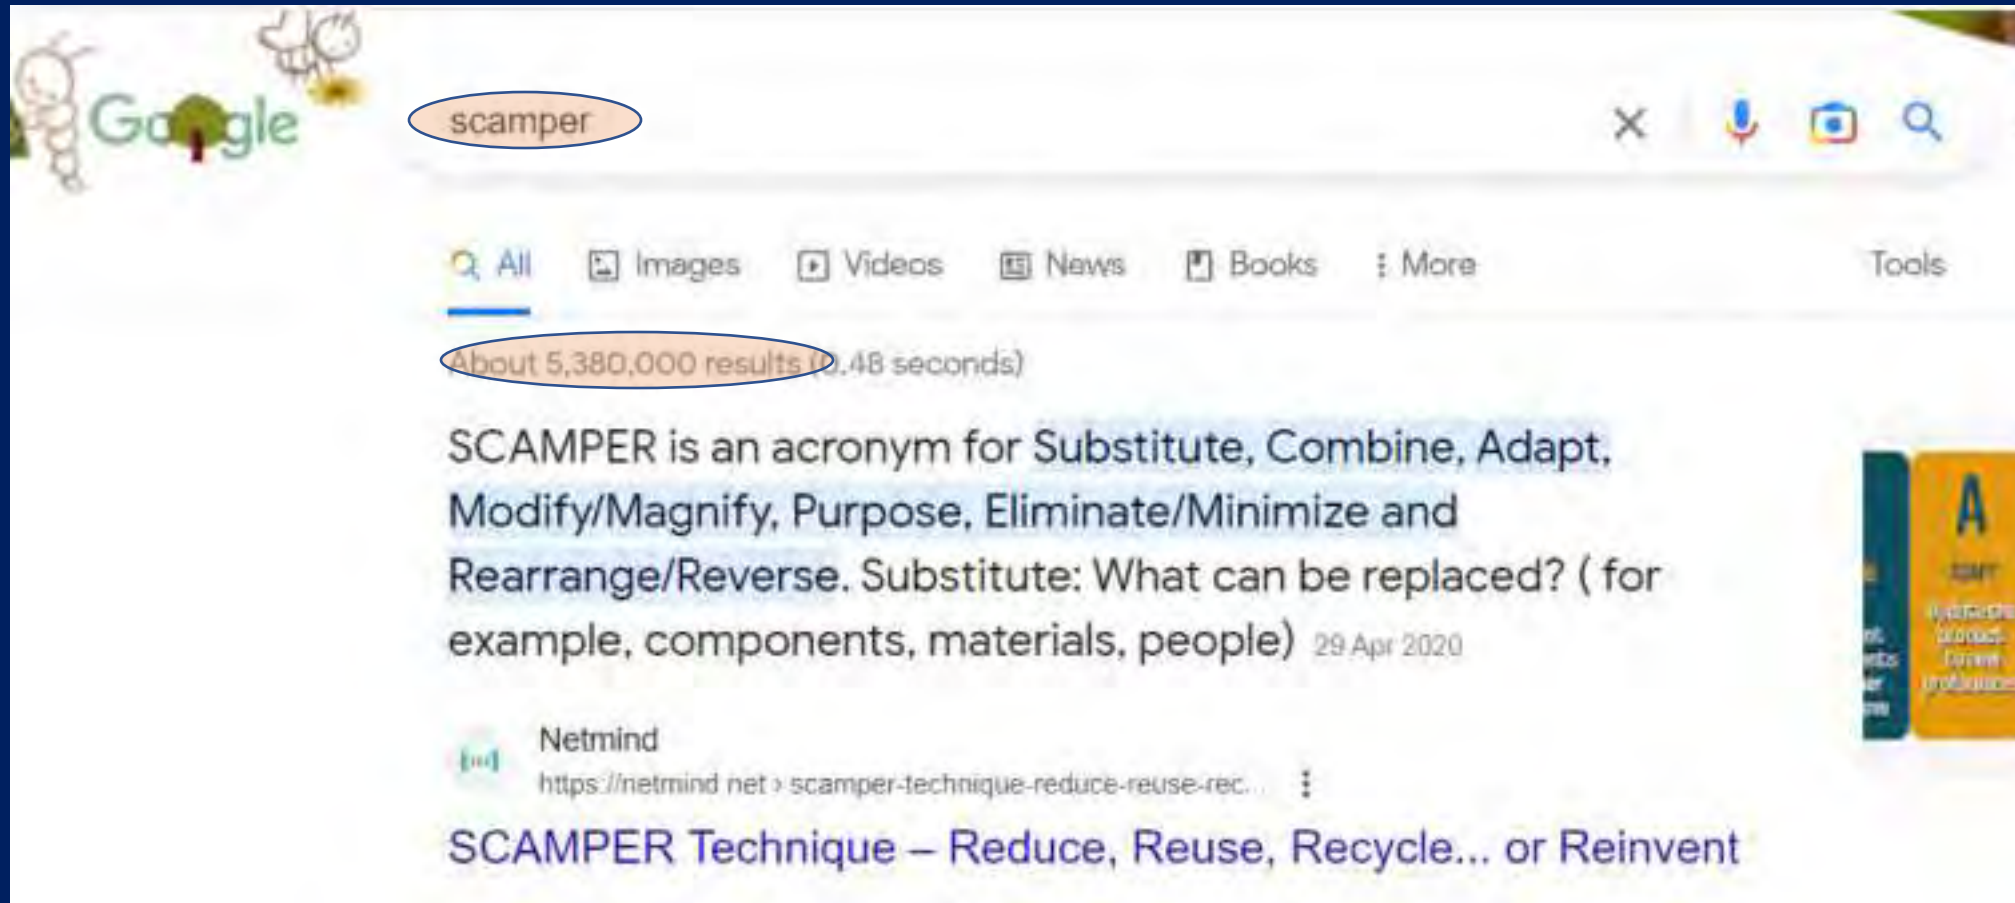 Google
scamper
All Images Videos News Books More Tools
About 5,380,000 results (0.48 seconds)
SCAMPER is an acronym for Substitute, Combine, Adapt,
Modify/Magnify, Purpose, Eliminate/Minimize and
Rearrange/Reverse. Substitute: What can be replaced? ( for
example, components, materials, people) 29 Apr 2020
A
Netmind
https://netmind.net › scamper-technique-reduce-reuse-rec...
SCAMPER Technique – Reduce, Reuse, Recycle... or Reinvent